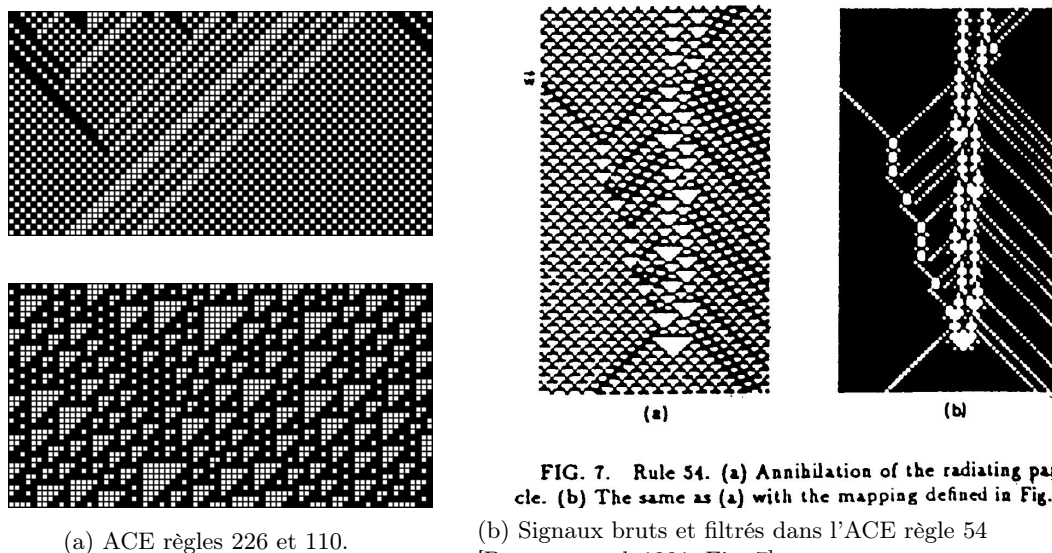 (a)
(b)
FIG. 7. Rule 54. (a) Annihilation of the radiating
cle. (b) The same as (a) with the mapping defined in Fig.
(a) ACE règles 226 et 110.
(b) Signaux bruts et filtrés dans l'ACE règle 54